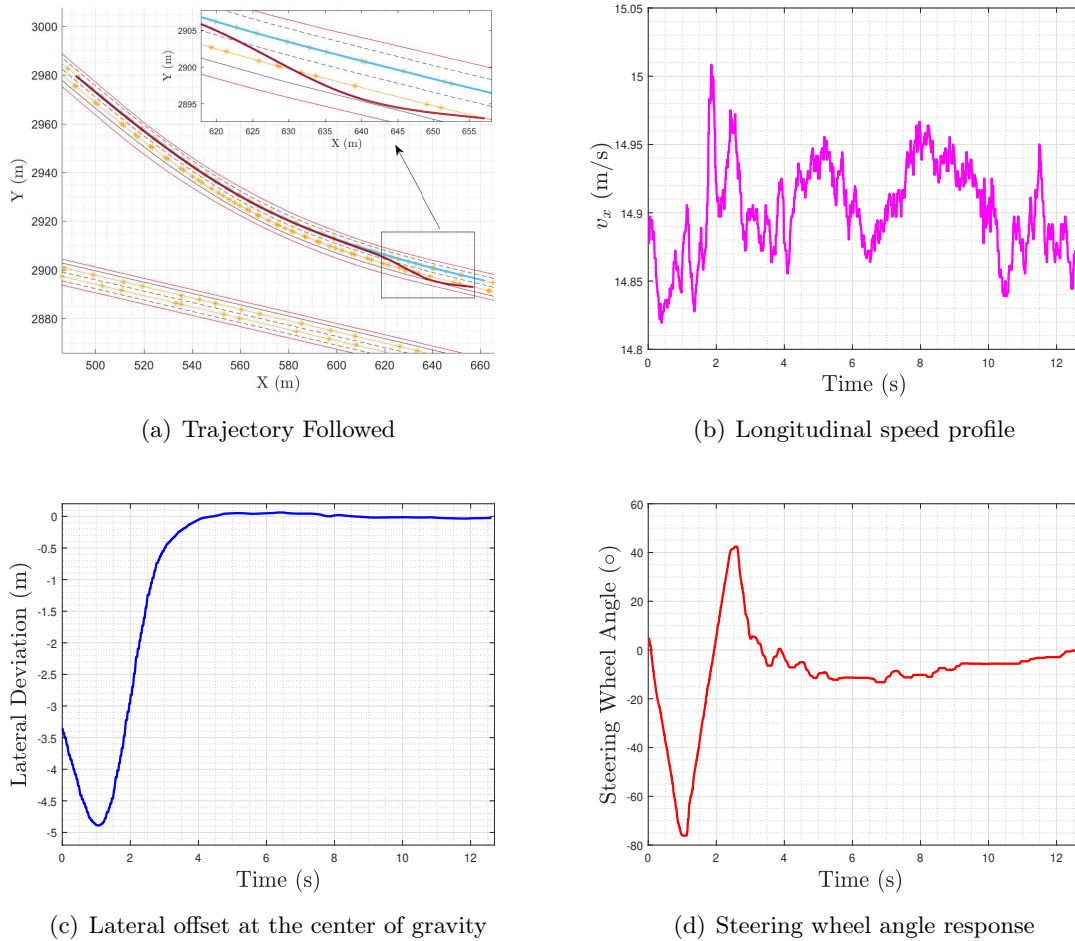 3008
2980
2960
2940
2920
2900
2880
Y (m)
500 520 540 560 580 600 620 640 660
X (m)
2905
2900
2895
Y (m)
620 625 630 635 640 645 650 655
X (m)
(a) Trajectory Followed
15.05
15
14.95
14.9
14.85
14.8
v_x (m/s)
0 2 4 6 8 10 12
Time (s)
(b) Longitudinal speed profile
0
-0.5
-1
-1.5
-2
-2.5
-3
-3.5
-4
-4.5
-5
Lateral Deviation (m)
0 2 4 6 8 10 12
Time (s)
(c) Lateral offset at the center of gravity
60
40
20
0
-20
-40
-60
-80
Steering Wheel Angle (○)
0 2 4 6 8 10 12
Time (s)
(d) Steering wheel angle response